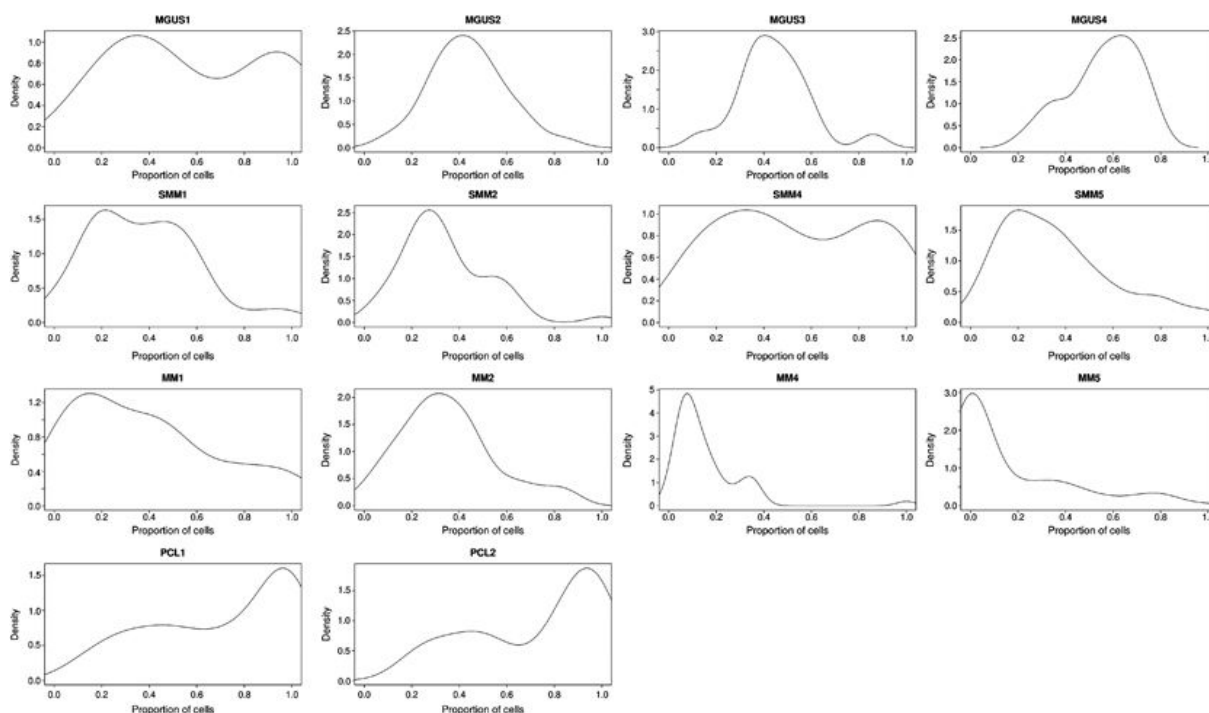 MGUS1 MGUS2 MGUS3 MGUS4
Density 0.0 0.2 0.4 0.6 0.8 1.0
Density 0.0 0.5 1.0 1.5 2.0 2.5
Density 0.0 1.0 2.0 3.0
Density 0.0 0.5 1.0 1.5 2.0 2.5
0.0 0.2 0.4 0.6 0.8 1.0 0.0 0.2 0.4 0.6 0.8 1.0 0.0 0.2 0.4 0.6 0.8 1.0 0.0 0.2 0.4 0.6 0.8 1.0
Proportion of cells Proportion of cells Proportion of cells Proportion of cells
SMM1 SMM2 SMM4 SMM5
Density 0.0 0.5 1.0 1.5
Density 0.0 0.5 1.0 1.5 2.0 2.5
Density 0.0 0.2 0.4 0.6 0.8 1.0
Density 0.0 0.5 1.0 1.5
0.0 0.2 0.4 0.6 0.8 1.0 0.0 0.2 0.4 0.6 0.8 1.0 0.0 0.2 0.4 0.6 0.8 1.0 0.0 0.2 0.4 0.6 0.8 1.0
Proportion of cells Proportion of cells Proportion of cells Proportion of cells
MM1 MM2 MM4 MM5
Density 0.0 0.4 0.8 1.2
Density 0.0 0.5 1.0 1.5 2.0
Density 0 1 2 3 4 5
Density 0.0 1.0 2.0 3.0
0.0 0.2 0.4 0.6 0.8 1.0 0.0 0.2 0.4 0.6 0.8 1.0 0.0 0.2 0.4 0.6 0.8 1.0 0.0 0.2 0.4 0.6 0.8 1.0
Proportion of cells Proportion of cells Proportion of cells Proportion of cells
PCL1 PCL2
Density 0.0 0.5 1.0 1.5
Density 0.0 0.5 1.0 1.5
0.0 0.2 0.4 0.6 0.8 1.0 0.0 0.2 0.4 0.6 0.8 1.0
Proportion of cells Proportion of cells